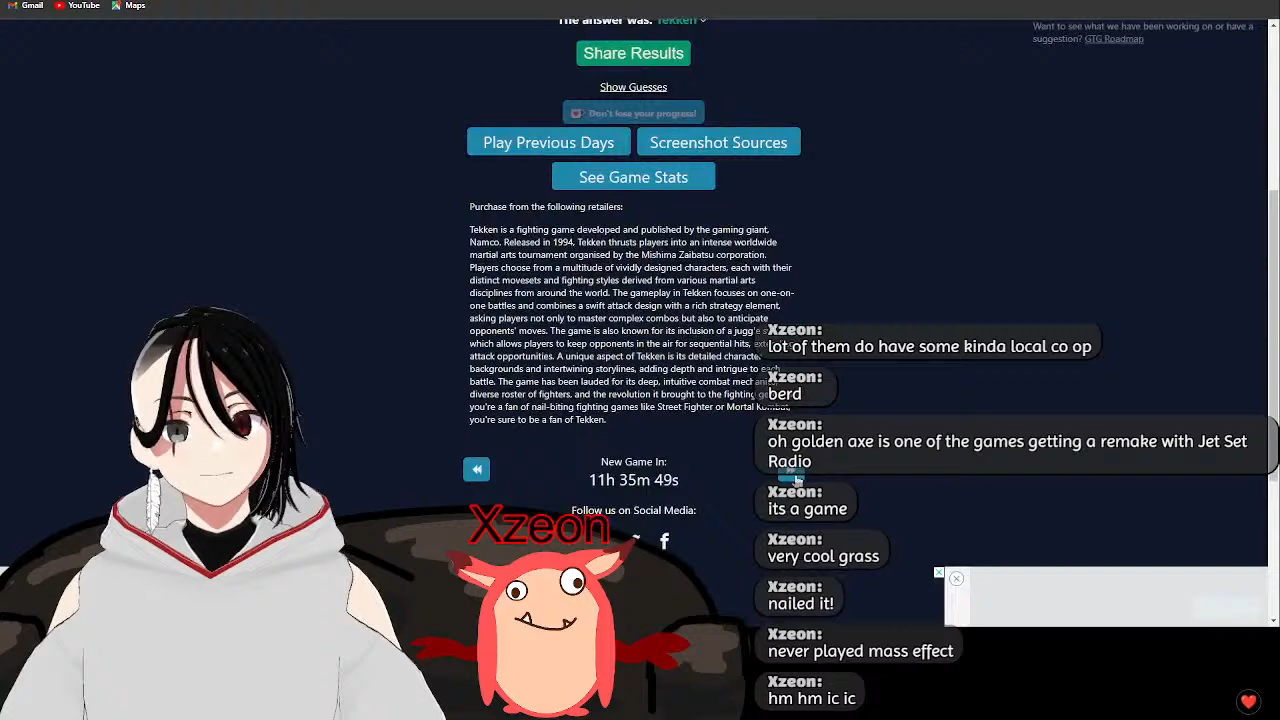 Gmail
YouTube
Maps
The answer was: Tekken
Want to see what we have been working on or have a
suggestion? GTG Roadmap
Share Results
Show Guesses
Don't lose your progress!
Play Previous Days
Screenshot Sources
See Game Stats
Purchase from the following retailers:
Tekken is a fighting game developed and published by the gaming giant,
Namco. Released in 1994, Tekken thrusts players into an intense worldwide
martial arts tournament organised by the Mishima Zaibatsu corporation.
Players choose from a multitude of vividly designed characters, each with their
distinct movesets and fighting styles derived from various martial arts
disciplines from around the world. The gameplay in Tekken focuses on one-on-
one battles and combines a swift attack design with a rich strategy element,
asking players not only to master complex combos but also to anticipate
opponents' moves. The game is also known for its inclusion of a juggle
which allows players to keep opponents in the air for sequential hits,
attack opportunities. A unique aspect of Tekken is its detailed character
backgrounds and intertwining storylines, adding depth and intrigue to each
battle. The game has been lauded for its deep, intuitive combat
diverse roster of fighters, and the revolution it brought to the fighting
you're a fan of nail-biting fighting games like Street Fighter or Mortal Kombat,
you're sure to be a fan of Tekken.
New Game In:
11h 35m 49s
Follow us on Social Media:
Xzeon
Xzeon:
lot of them do have some kinda local co op
Xzeon:
berd
Xzeon:
oh golden axe is one of the games getting a remake with Jet Set
Radio
Xzeon:
its a game
Xzeon:
very cool grass
Xzeon:
nailed it!
Xzeon:
never played mass effect
Xzeon:
hm hm ic ic